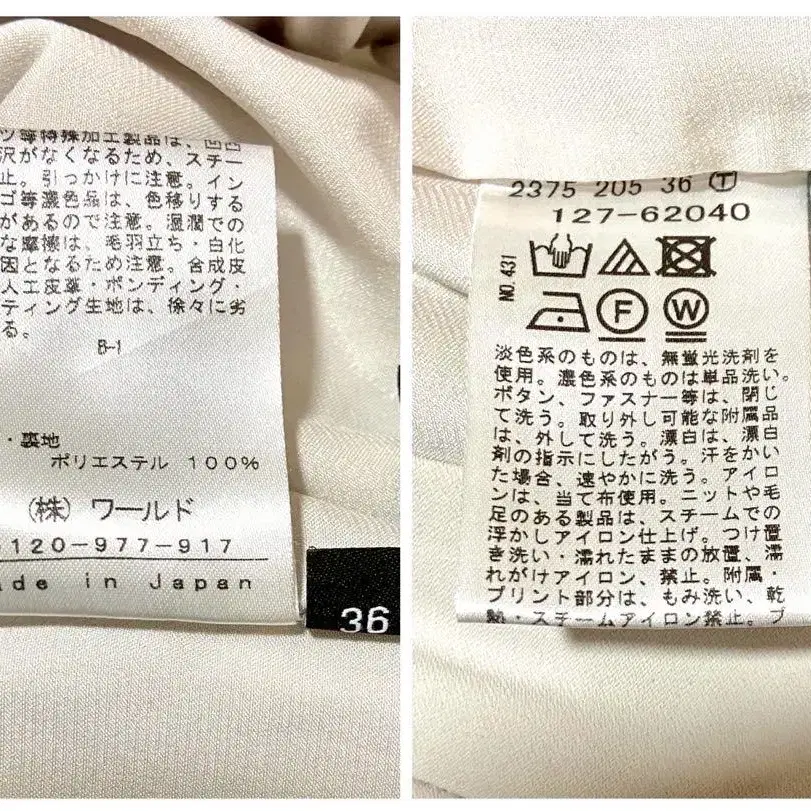 ツ等特殊加工製品は、凹凸
沢がなくなるため、スチー
止。引っかけに注意。イン
ゴ等濃色品は、色移りする
があるので注意。湿潤での
な摩擦は、毛羽立ち・白化
因となるため注意。合成皮
人工皮革・ボンディング・
ティング生地は、徐々に劣
る。
B-1
・裏地
ポリエステル 100%
(株) ワールド
120-977-917
ade in Japan
36
2375 205 36 T
127-62040
NO.431
F W
淡色系のものは、無蛍光洗剤を
使用。濃色系のものは単品洗い。
ボタン、ファスナー等は、閉じ
て洗う。取り外し可能な附属品
は、外して洗う。漂白は、漂白
剤の指示にしたがう。汗をかい
た場合、速やかに洗う。アイロ
ンは、当て布使用。ニットや毛
足のある製品は、スチームでの
浮かしアイロン仕上げ。つけ置
き洗い・濡れたままの放置、濡
れがけアイロン、禁止。附属・
プリント部分は、もみ洗い、乾
熱・スチームアイロン禁止。プ